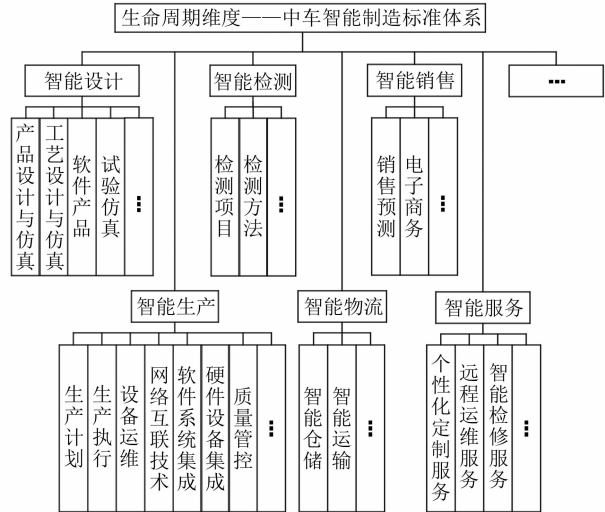 生命周期维度——中车智能制造标准体系
智能设计
智能检测
智能销售
…
产品设计与仿真
工艺设计与仿真
软件产品
试验仿真
…
检测项目
检测方法
…
销售预测
电子商务
…
智能生产
智能物流
智能服务
生产计划
生产执行
设备运维
网络互联技术
软件系统集成
硬件设备集成
质量管控
…
智能仓储
智能运输
…
个性化定制服务
远程运维服务
智能检修服务
…